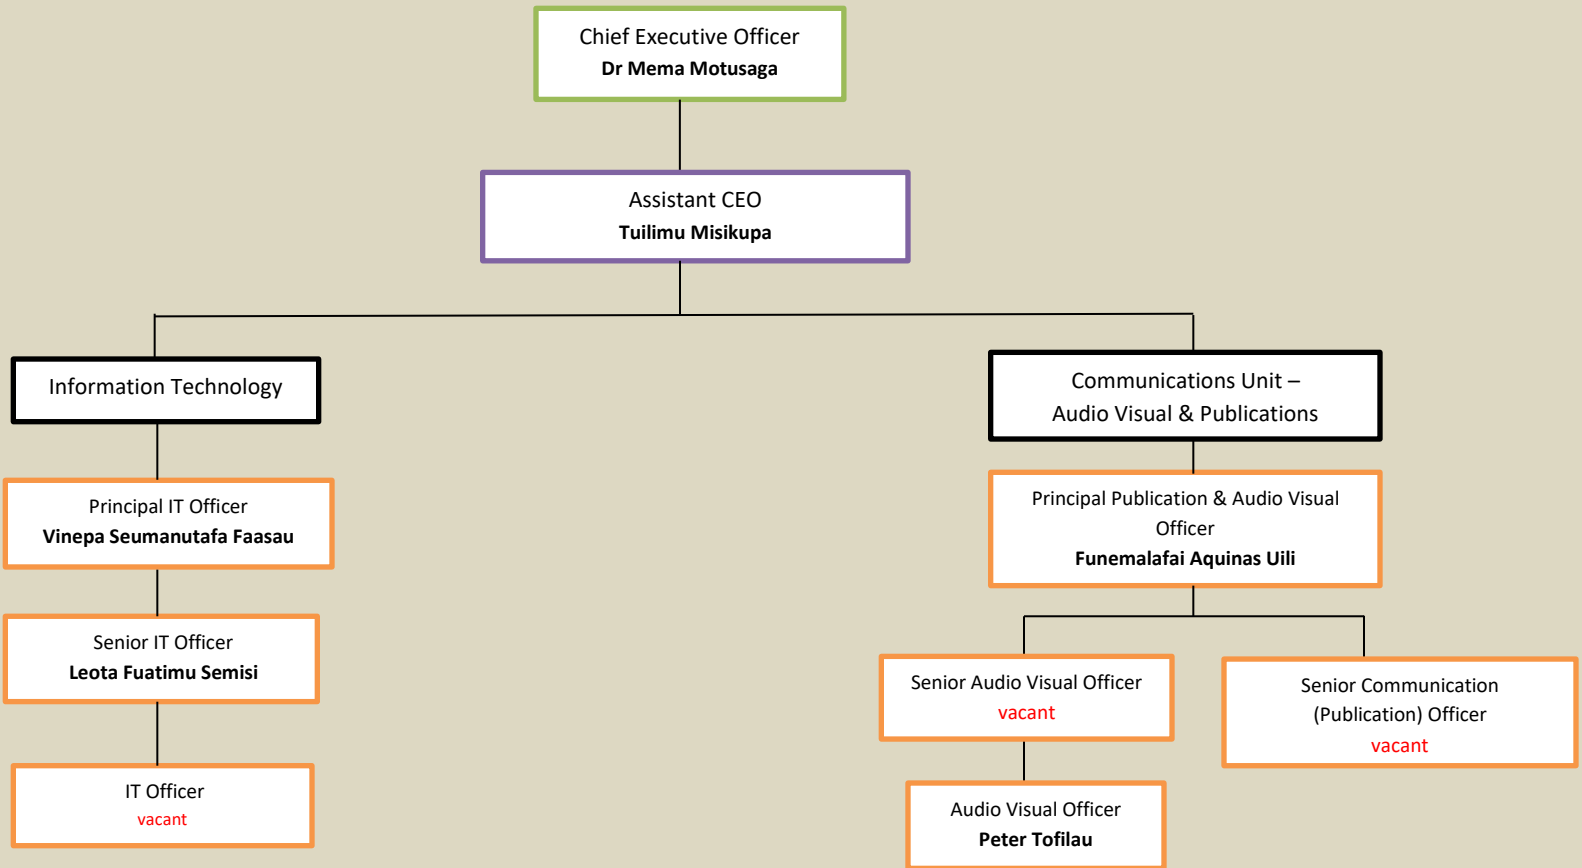 Chief Executive Officer
Dr Mema Motusaga
Assistant CEO
Tuilimu Misikupa
Information Technology
Communications Unit –
Audio Visual & Publications
Principal IT Officer
Vinepa Seumanutafa Faasau
Principal Publication & Audio Visual
Officer
Funemalafai Aquinas Uili
Senior IT Officer
Leota Fuatimu Semisi
Senior Audio Visual Officer
vacant
Senior Communication
(Publication) Officer
vacant
IT Officer
vacant
Audio Visual Officer
Peter Tofilau